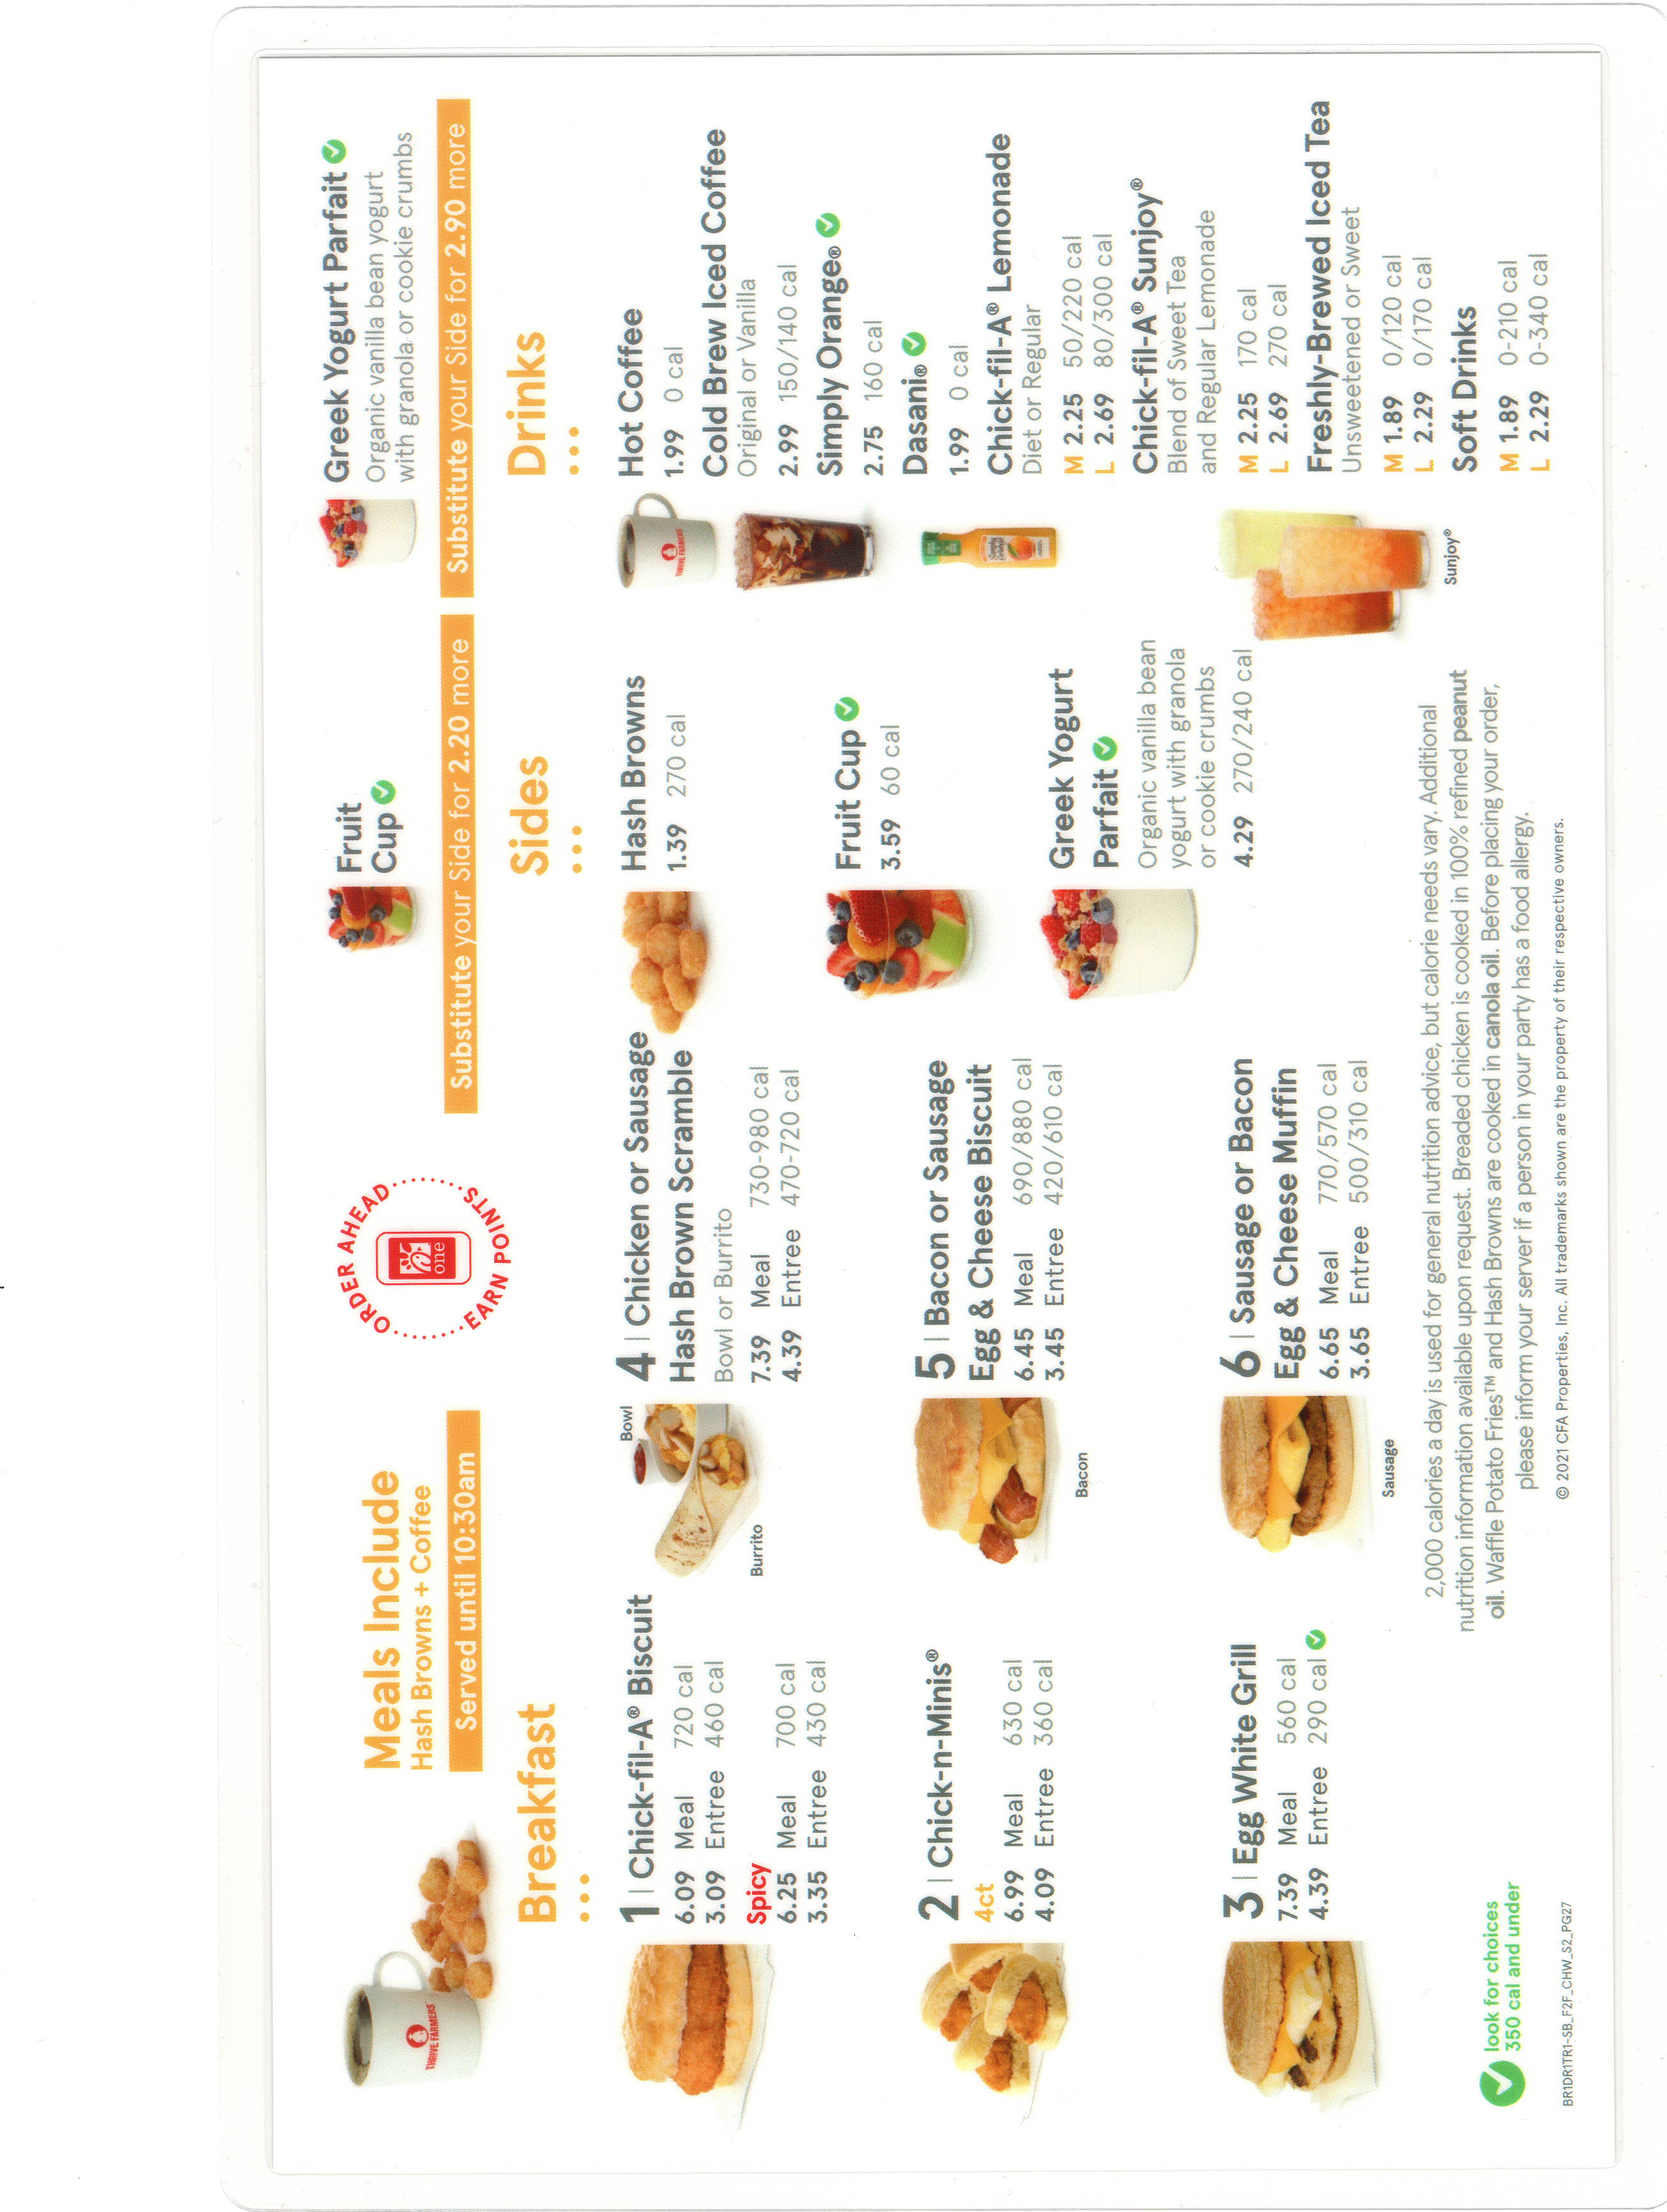 Meals Include
Hash Browns + Coffee
Served until 10:30am
THRIVE FARMERS
ORDER AHEAD
one
EARN POINTS
Fruit
Cup
Substitute your Side for 2.20 more
Greek Yogurt Parfait
Organic vanilla bean yogurt
with granola or cookie crumbs
Substitute your Side for 2.90 more
Breakfast
1 | Chick-fil-A® Biscuit
6.09 Meal 720 cal
3.09 Entree 460 cal
Spicy
6.25 Meal 700 cal
3.35 Entree 430 cal
2 | Chick-n-Minis®
4ct
6.99 Meal 630 cal
4.09 Entree 360 cal
3 | Egg White Grill
7.39 Meal 560 cal
4.39 Entree 290 cal
Bowl
Burrito
4 | Chicken or Sausage
Hash Brown Scramble
Bowl or Burrito
7.39 Meal 730-980 cal
4.39 Entree 470-720 cal
5 | Bacon or Sausage
Egg & Cheese Biscuit
6.45 Meal 690/880 cal
3.45 Entree 420/610 cal
Bacon
6 | Sausage or Bacon
Egg & Cheese Muffin
6.65 Meal 770/570 cal
3.65 Entree 500/310 cal
Sausage
Sides
Hash Browns
1.39 270 cal
Fruit Cup
3.59 60 cal
Greek Yogurt
Parfait
Organic vanilla bean
yogurt with granola
or cookie crumbs
4.29 270/240 cal
Drinks
THRIVE FARMERS
Hot Coffee
1.99 0 cal
Cold Brew Iced Coffee
Original or Vanilla
2.99 150/140 cal
Simply Orange®
2.75 160 cal
Dasani®
1.99 0 cal
Chick-fil-A® Lemonade
Diet or Regular
M 2.25 50/220 cal
L 2.69 80/300 cal
Chick-fil-A® Sunjoy®
Blend of Sweet Tea
and Regular Lemonade
M 2.25 170 cal
L 2.69 270 cal
Freshly-Brewed Iced Tea
Unsweetened or Sweet
M 1.89 0/120 cal
L 2.29 0/170 cal
Soft Drinks
M 1.89 0-210 cal
L 2.29 0-340 cal
Sunjoy®
look for choices
350 cal and under
2,000 calories a day is used for general nutrition advice, but calorie needs vary. Additional
nutrition information available upon request. Breaded chicken is cooked in 100% refined peanut
oil. Waffle Potato Fries™ and Hash Browns are cooked in canola oil. Before placing your order,
please inform your server if a person in your party has a food allergy.
© 2021 CFA Properties, Inc. All trademarks shown are the property of their respective owners.
BR1DR1TR1-SB_F2F_CHW_S2_PG27